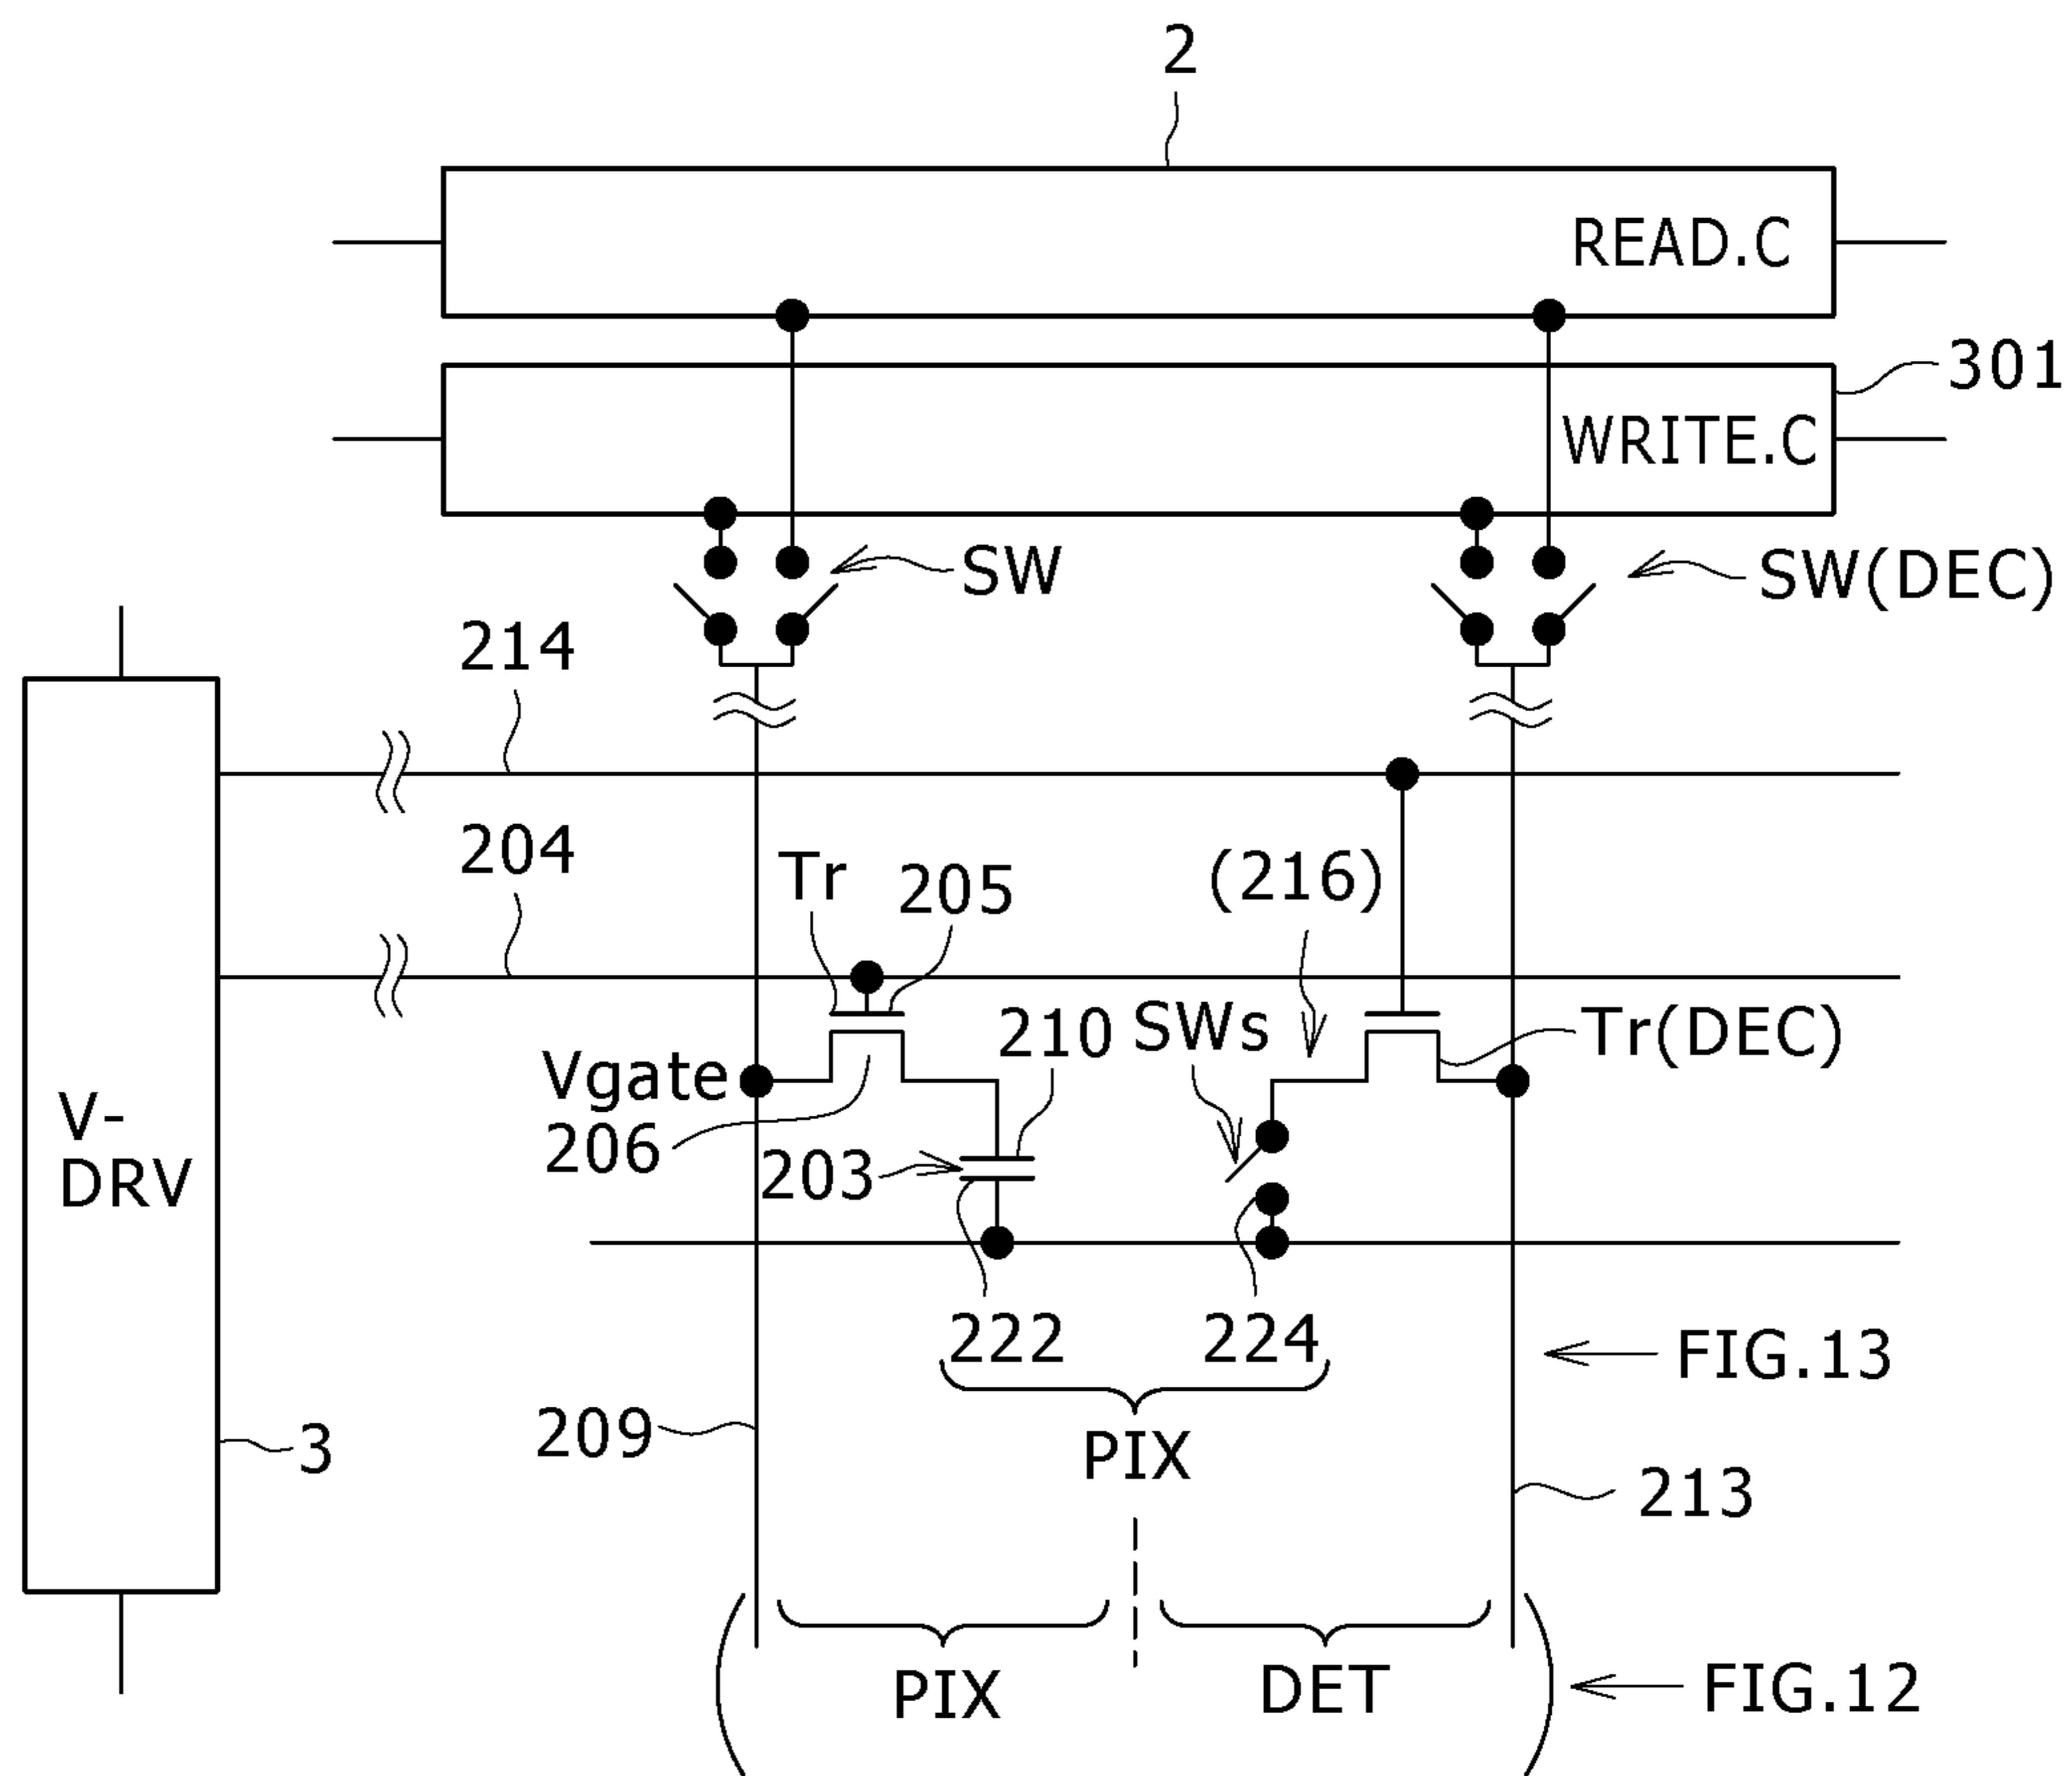 2
READ.C
301
WRITE.C
SW
SW(DEC)
214
204
Tr
205
(216)
210
SWs
Tr(DEC)
Vgate
206
203
V-
DRV
222
224
FIG.13
209
PIX
3
213
PIX
DET
FIG.12